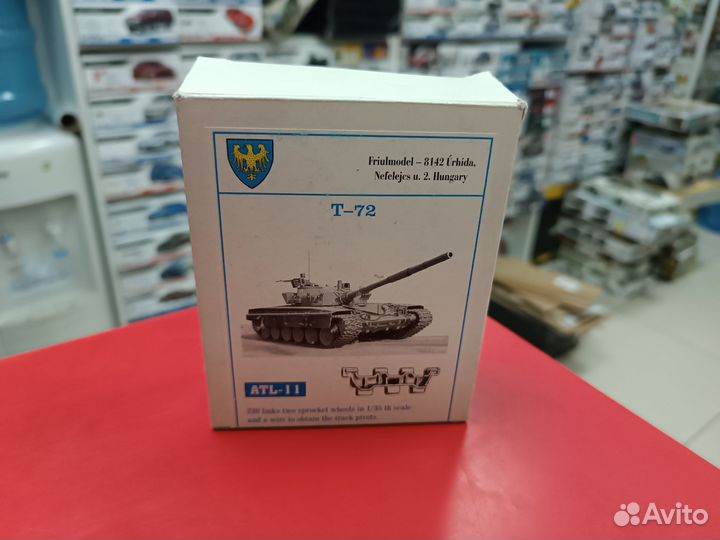 Friulmodel – 8142 Úrhida,
Nefelejcs u. 2. Hungary
T–72
ATL-11
220 links two sprocket wheels in 1/35 th scale
and a wire to obtain the track pivots.
Avito